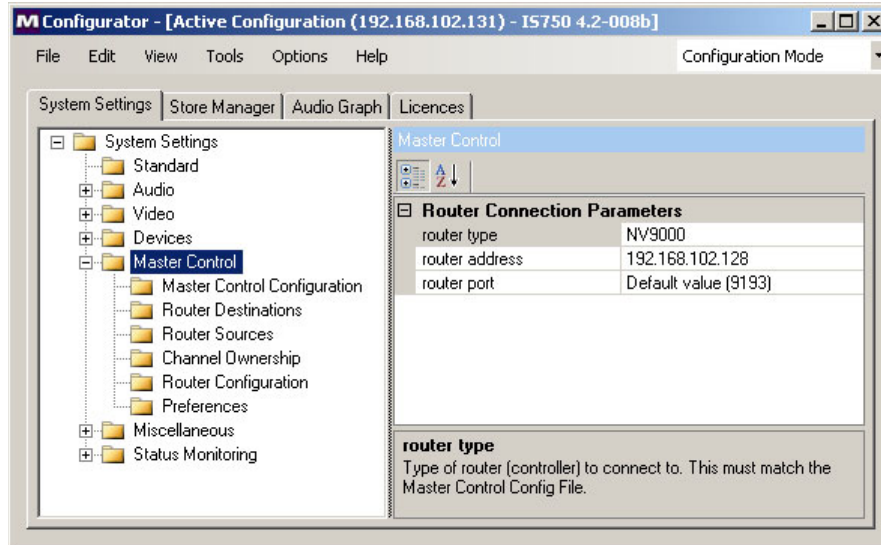 M Configurator - [Active Configuration (192.168.102.131) - IS750 4.2-008b]
File Edit View Tools Options Help Configuration Mode
System Settings Store Manager Audio Graph Licences
System Settings
Standard
Audio
Video
Devices
Master Control
Master Control Configuration
Router Destinations
Router Sources
Channel Ownership
Router Configuration
Preferences
Miscellaneous
Status Monitoring
Master Control
A Z
Router Connection Parameters
router type NV9000
router address 192.168.102.128
router port Default value (9193)
router type
Type of router (controller) to connect to. This must match the
Master Control Config File.